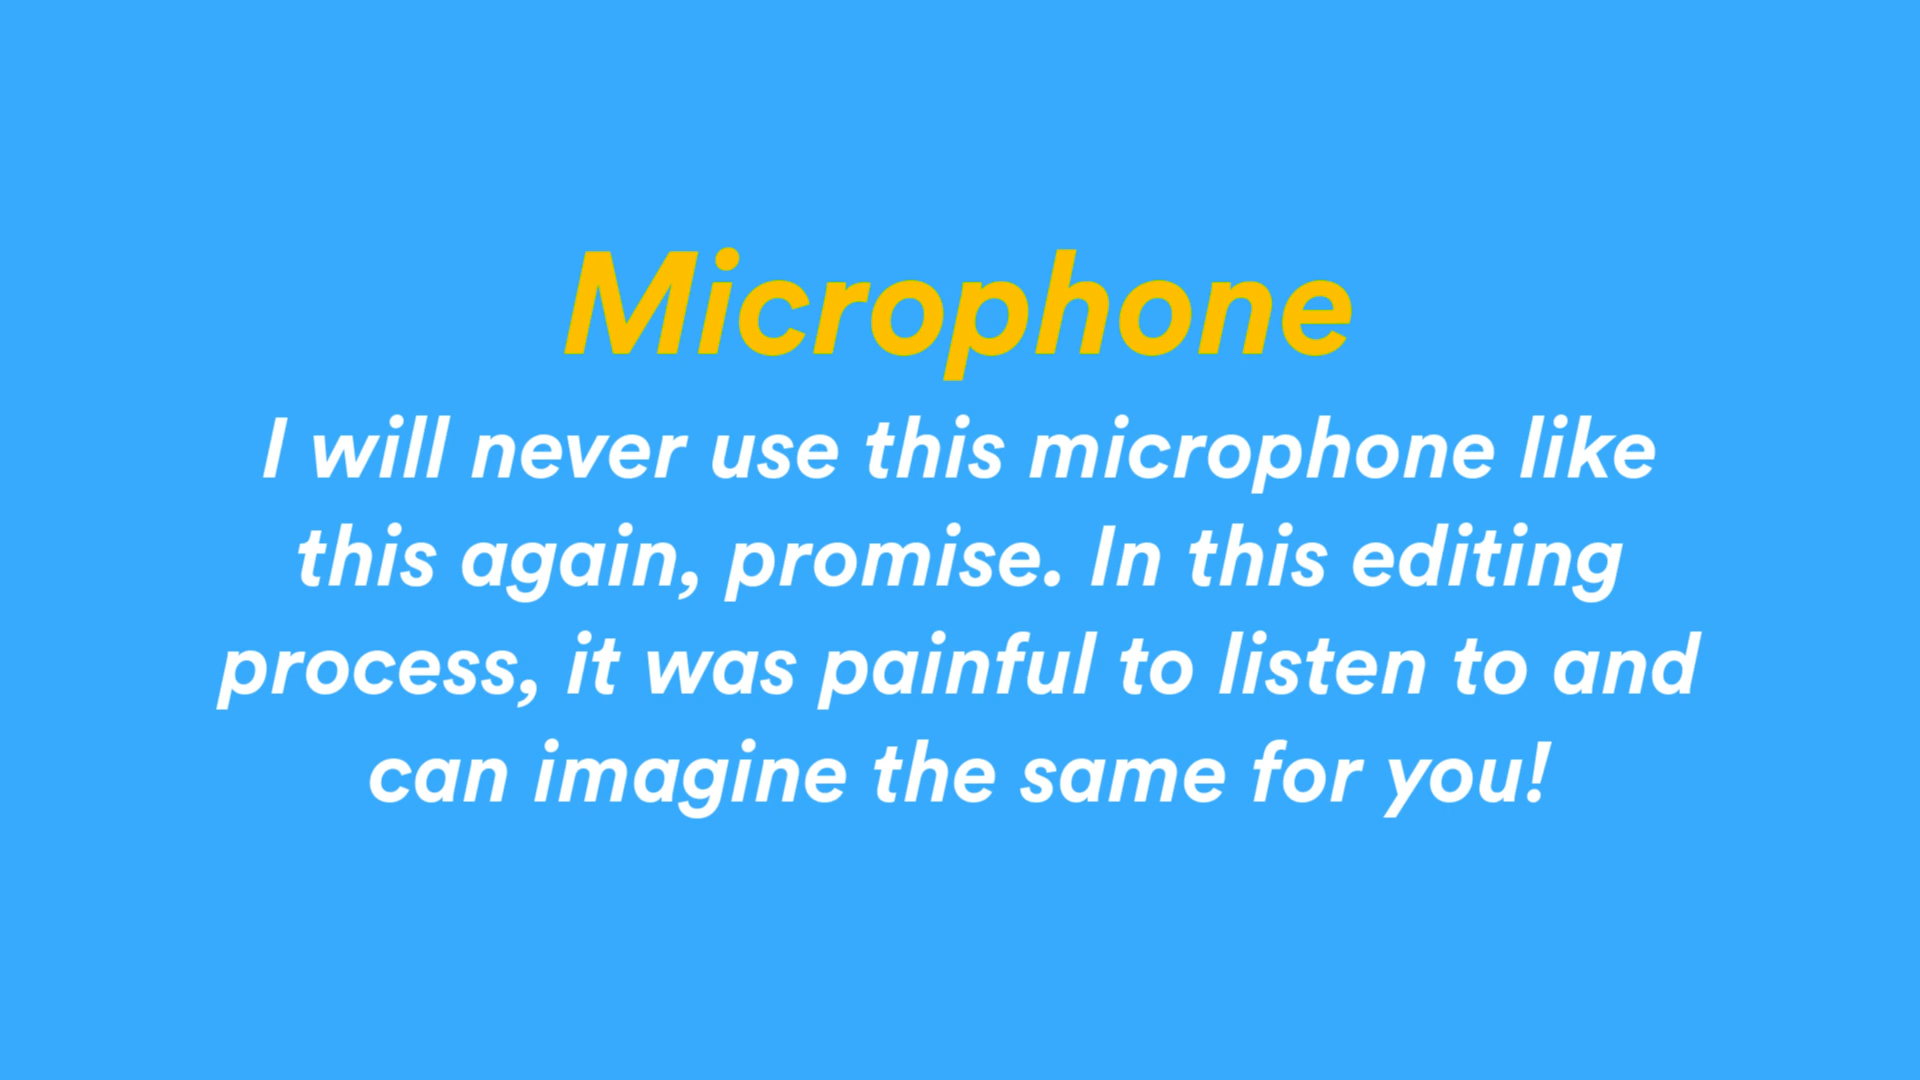 Microphone
I will never use this microphone like
this again, promise. In this editing
process, it was painful to listen to and
can imagine the same for you!